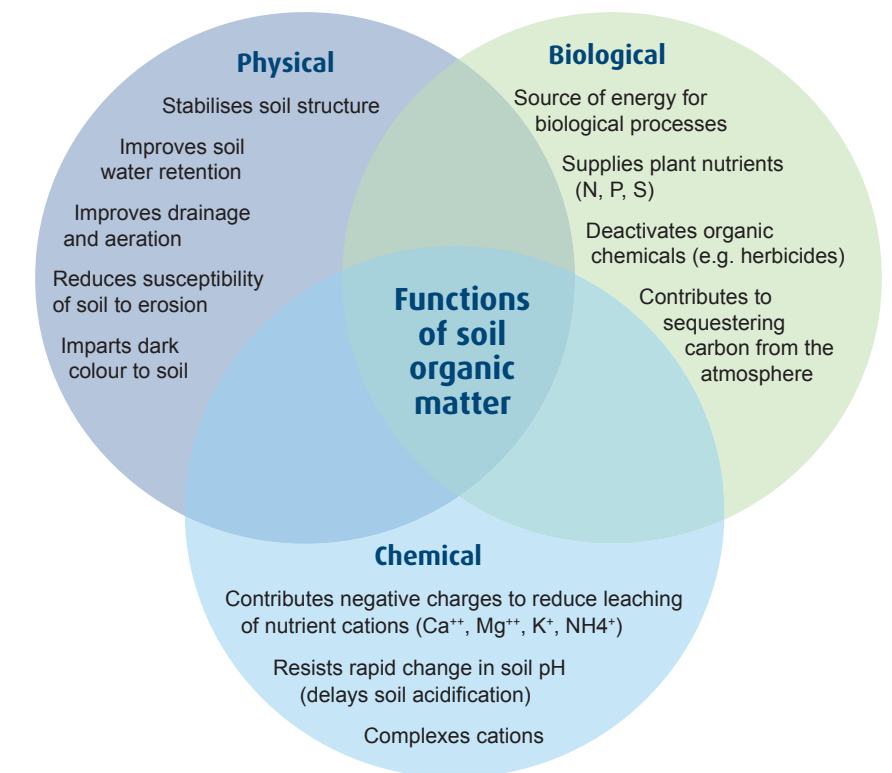 Physical
Stabilises soil structure
Improves soil
water retention
Improves drainage
and aeration
Reduces susceptibility
of soil to erosion
Imparts dark
colour to soil
Biological
Source of energy for
biological processes
Supplies plant nutrients
(N, P, S)
Deactivates organic
chemicals (e.g. herbicides)
Contributes to
sequestering
carbon from the
atmosphere
Functions
of soil
organic
matter
Chemical
Contributes negative charges to reduce leaching
of nutrient cations (Ca⁺⁺, Mg⁺⁺, K⁺, NH4⁺)
Resists rapid change in soil pH
(delays soil acidification)
Complexes cations